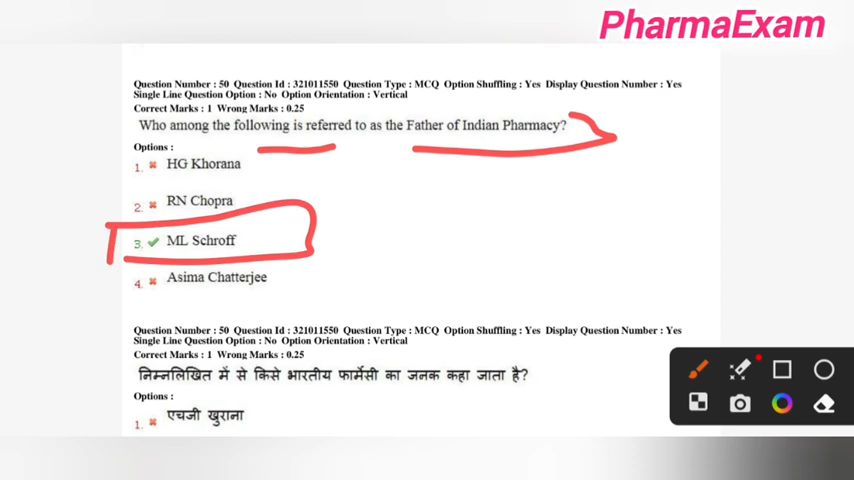 PharmaExam
Question Number : 50 Question Id : 321011550 Question Type : MCQ Option Shuffling : Yes Display Question Number : Yes
Single Line Question Option : No Option Orientation : Vertical
Correct Marks : 1 Wrong Marks : 0.25
Who among the following is referred to as the Father of Indian Pharmacy?
Options :
1. HG Khorana
2. RN Chopra
3. ML Schroff
4. Asima Chatterjee
Question Number : 50 Question Id : 321011550 Question Type : MCQ Option Shuffling : Yes Display Question Number : Yes
Single Line Question Option : No Option Orientation : Vertical
Correct Marks : 1 Wrong Marks : 0.25
निम्नलिखित में से किसे भारतीय फार्मेसी का जनक कहा जाता है?
Options :
1. एचजी खुराना